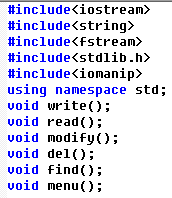 #include<iostream>
#include<string>
#include<fstream>
#include<stdlib.h>
#include<iomanip>
using namespace std;
void write();
void read();
void modify();
void del();
void find();
void menu();